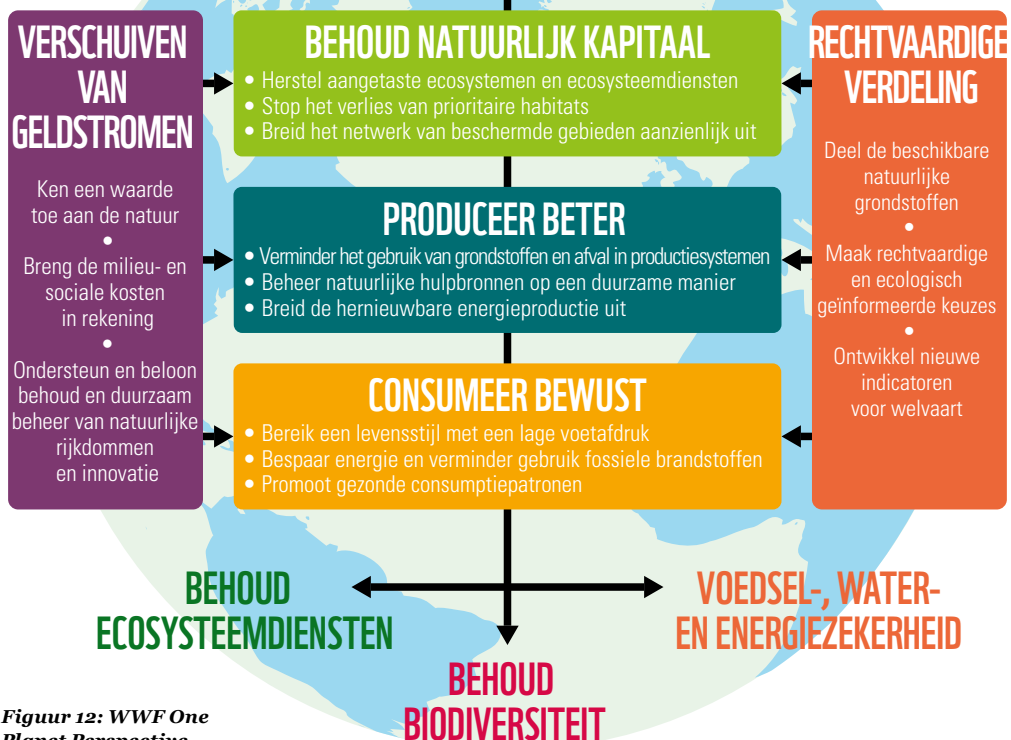 VERSCHUIVEN
VAN
GELDSTROMEN
Ken een waarde
toe aan de natuur
•
Breng de milieu- en
sociale kosten
in rekening
•
Ondersteun en beloon
behoud en duurzaam
beheer van natuurlijke
rijkdommen
en innovatie
BEHOUD NATUURLIJK KAPITAAL
• Herstel aangetaste ecosystemen en ecosysteemdiensten
• Stop het verlies van prioritaire habitats
• Breid het netwerk van beschermde gebieden aanzienlijk uit
PRODUCEER BETER
• Verminder het gebruik van grondstoffen en afval in productiesystemen
• Beheer natuurlijke hulpbronnen op een duurzame manier
• Breid de hernieuwbare energieproductie uit
CONSUMEER BEWUST
• Bereik een levensstijl met een lage voetafdruk
• Bespaar energie en verminder gebruik fossiele brandstoffen
• Promoot gezonde consumptiepatronen
RECHTVAARDIGE
VERDELING
Deel de beschikbare
natuurlijke
grondstoffen
•
Maak rechtvaardige
en ecologisch
geïnformeerde keuzes
•
Ontwikkel nieuwe
indicatoren
voor welvaart
BEHOUD
ECOSYSTEEMDIENSTEN
VOEDSEL-, WATER-
EN ENERGIEZEKERHEID
BEHOUD
BIODIVERSITEIT
Figuur 12: WWF One
Planet Perspective